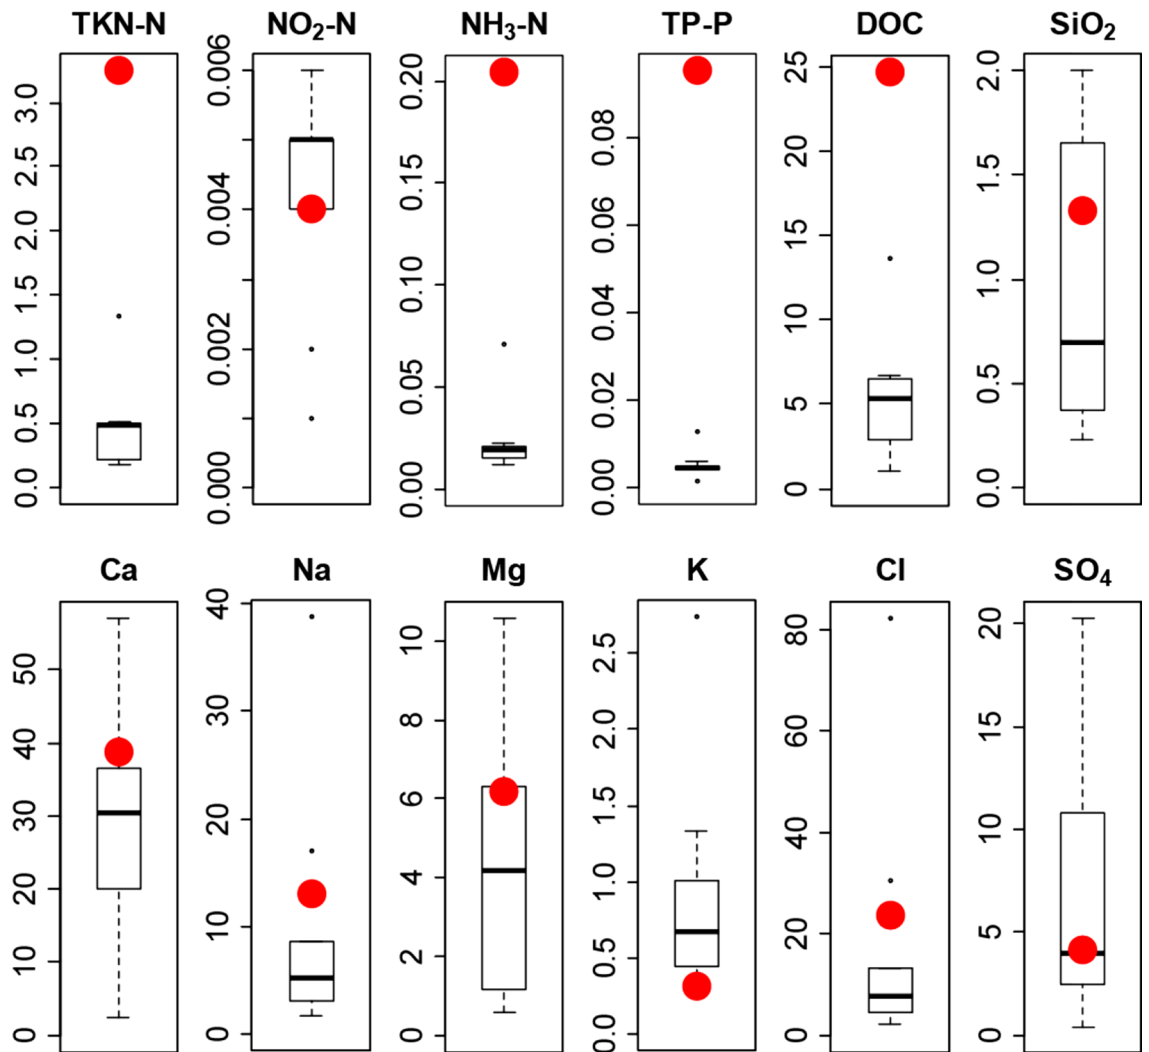 TKN-N NO₂-N NH₃-N TP-P DOC SiO₂
0.0 0.5 1.0 1.5 2.0 2.5 3.0
0.000 0.002 0.004 0.006
0.00 0.05 0.10 0.15 0.20
0.00 0.02 0.04 0.06 0.08
0 5 10 15 20 25
0.0 0.5 1.0 1.5 2.0
Ca Na Mg K Cl SO₄
0 10 20 30 40 50
0 10 20 30 40
0 2 4 6 8 10
0.0 0.5 1.0 1.5 2.0 2.5
0 20 40 60 80
0 5 10 15 20